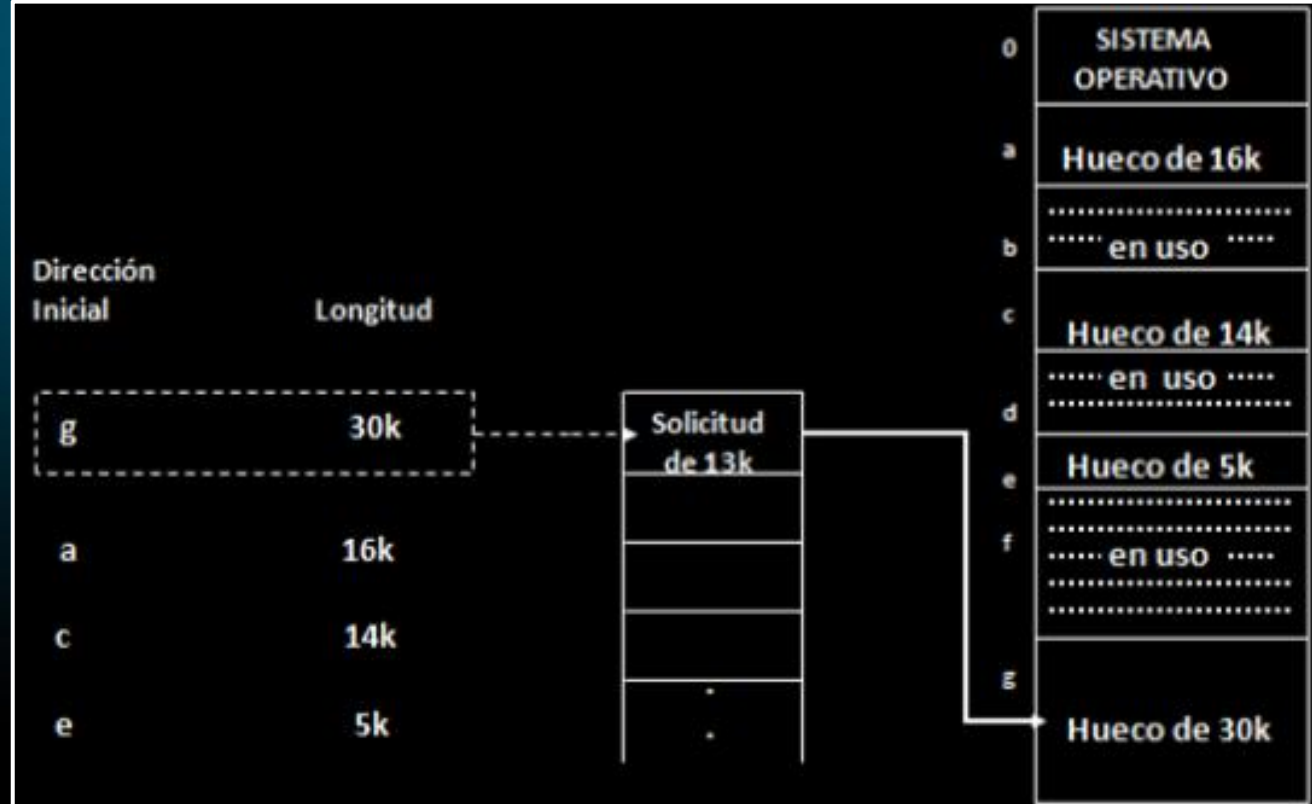 Dirección
Inicial Longitud
g 30k
a 16k
c 14k
e 5k
Solicitud
de 13k
0 SISTEMA
OPERATIVO
a Hueco de 16k
b en uso
c Hueco de 14k
en uso
d
Hueco de 5k
e
f en uso
g
Hueco de 30k